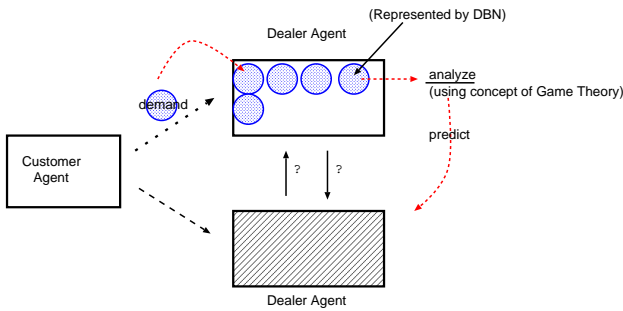 (Represented by DBN)
Dealer Agent
analyze
(using concept of Game Theory)
demand
predict
Customer
Agent
?
?
Dealer Agent